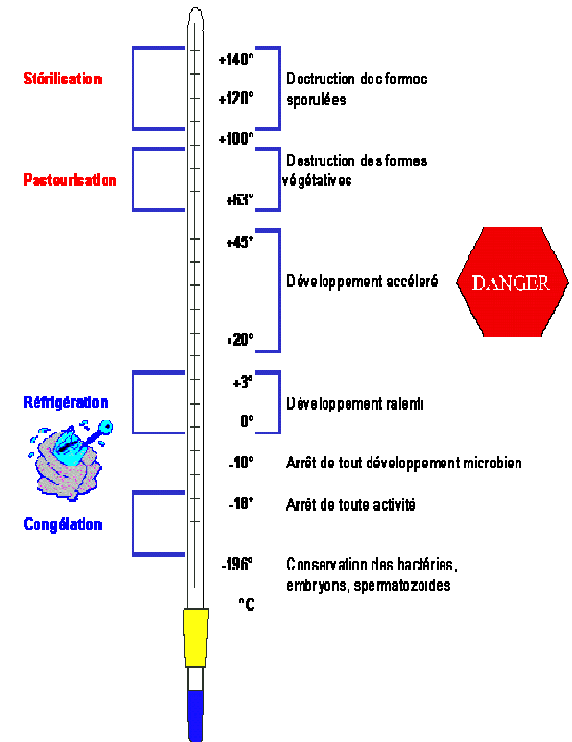 +140°
Stérilisation
Destruction des formes
+120°
sporulées
+100°
Destruction des formes
Pasteurisation
végétatives
+63°
+45°
Développement accéléré
DANGER
+20°
+3°
Réfrigération
Développement ralenti
0°
-10°
Arrêt de tout développement microbien
-18°
Arrêt de toute activité
Congélation
-196°
Conservation des bactéries,
embryons, spermatozoides
°C